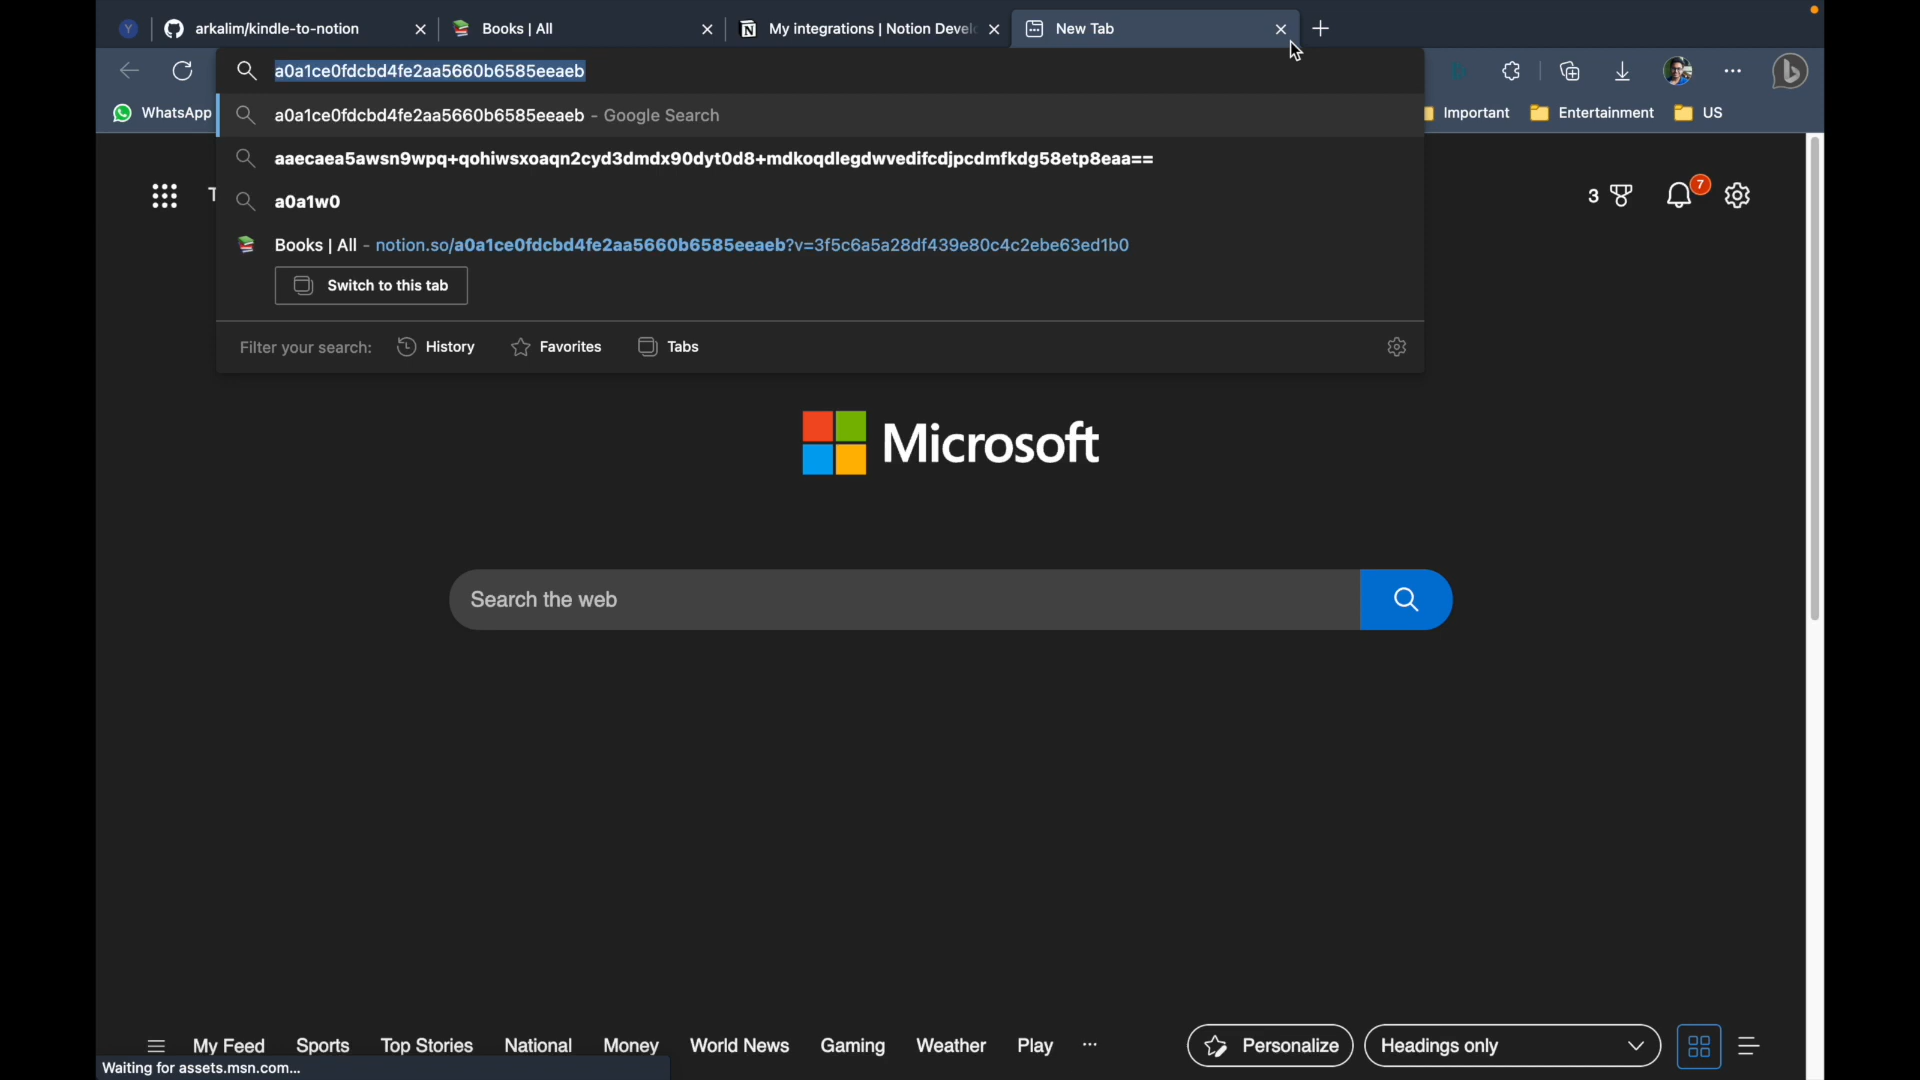 Y arkalim/kindle-to-notion Books | All My integrations | Notion Devel New Tab
a0a1ce0fdcbd4fe2aa5660b6585eeaeb
WhatsApp Important Entertainment US
a0a1ce0fdcbd4fe2aa5660b6585eeaeb - Google Search
aaecaea5awsn9wpq+qohiwsxoaqn2cyd3dmdx90dyt0d8+mdkoqdlegdwvedifcdjpcdmfkdg58etp8eaa==
3 7
a0a1w0
Books | All - notion.so/a0a1ce0fdcbd4fe2aa5660b6585eeaeb?v=3f5c6a5a28df439e80c4c2ebe63ed1b0
Switch to this tab
Filter your search: History Favorites Tabs
Microsoft
Search the web
My Feed Sports Top Stories National Money World News Gaming Weather Play ... Personalize Headings only
Waiting for assets.msn.com...